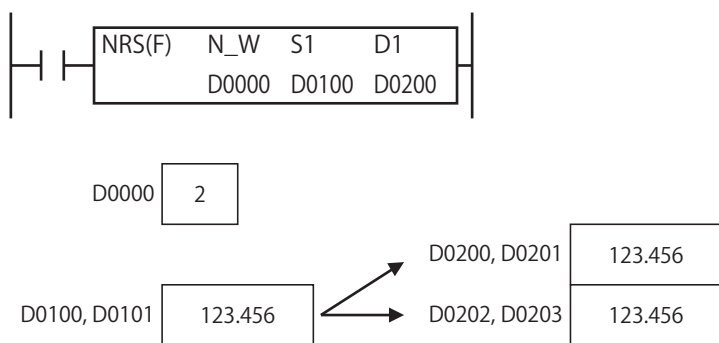 NRS(F) N_W S1 D1
D0000 D0100 D0200
D0000 2
D0200, D0201 123.456
D0100, D0101 123.456 D0202, D0203 123.456